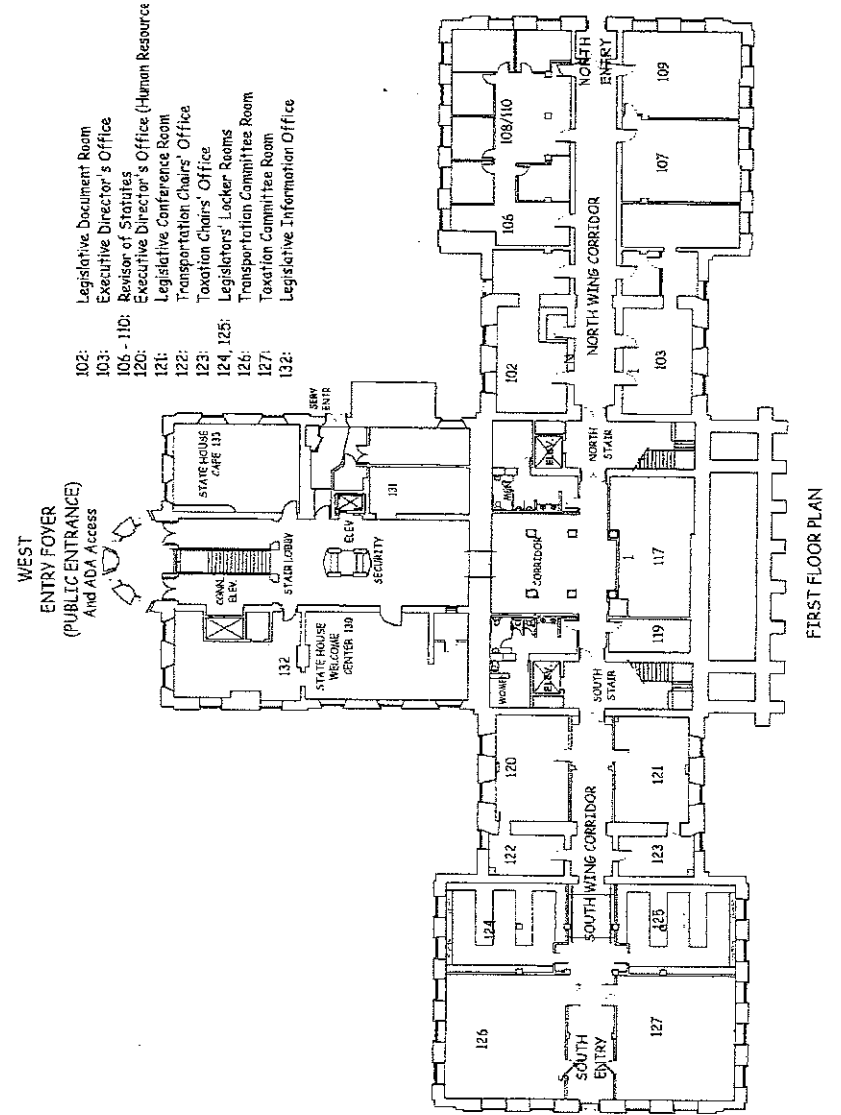 WEST
ENTRY FOYER
(PUBLIC ENTRANCE)
And ADA Access
102: Legislative Document Room
103: Executive Director's Office
106 - 110: Revisor of Statutes
120: Executive Director's Office (Human Resource
121: Legislative Conference Room
122: Transportation Chairs' Office
123: Taxation Chairs' Office
124, 125: Legislators' Locker Rooms
126: Transportation Committee Room
127: Taxation Committee Room
132: Legislative Information Office
STATE HOUSE
CAFE 133
SERV
ENTR
CONN.
ELEV.
STAIR LOBBY
ELEV
SECURITY
131
132
STATE HOUSE
WELCOME
CENTER 130
126
124
122
120
WOMEN
ELEV.
CORRIDOR
MEN
ELEV.
102
106
108/110
SOUTH
ENTRY
SOUTH WING CORRIDOR
SOUTH
STAIR
NORTH
STAIR
NORTH WING CORRIDOR
NORTH
ENTRY
127
125
123
121
119
117
1
103
107
109
FIRST FLOOR PLAN